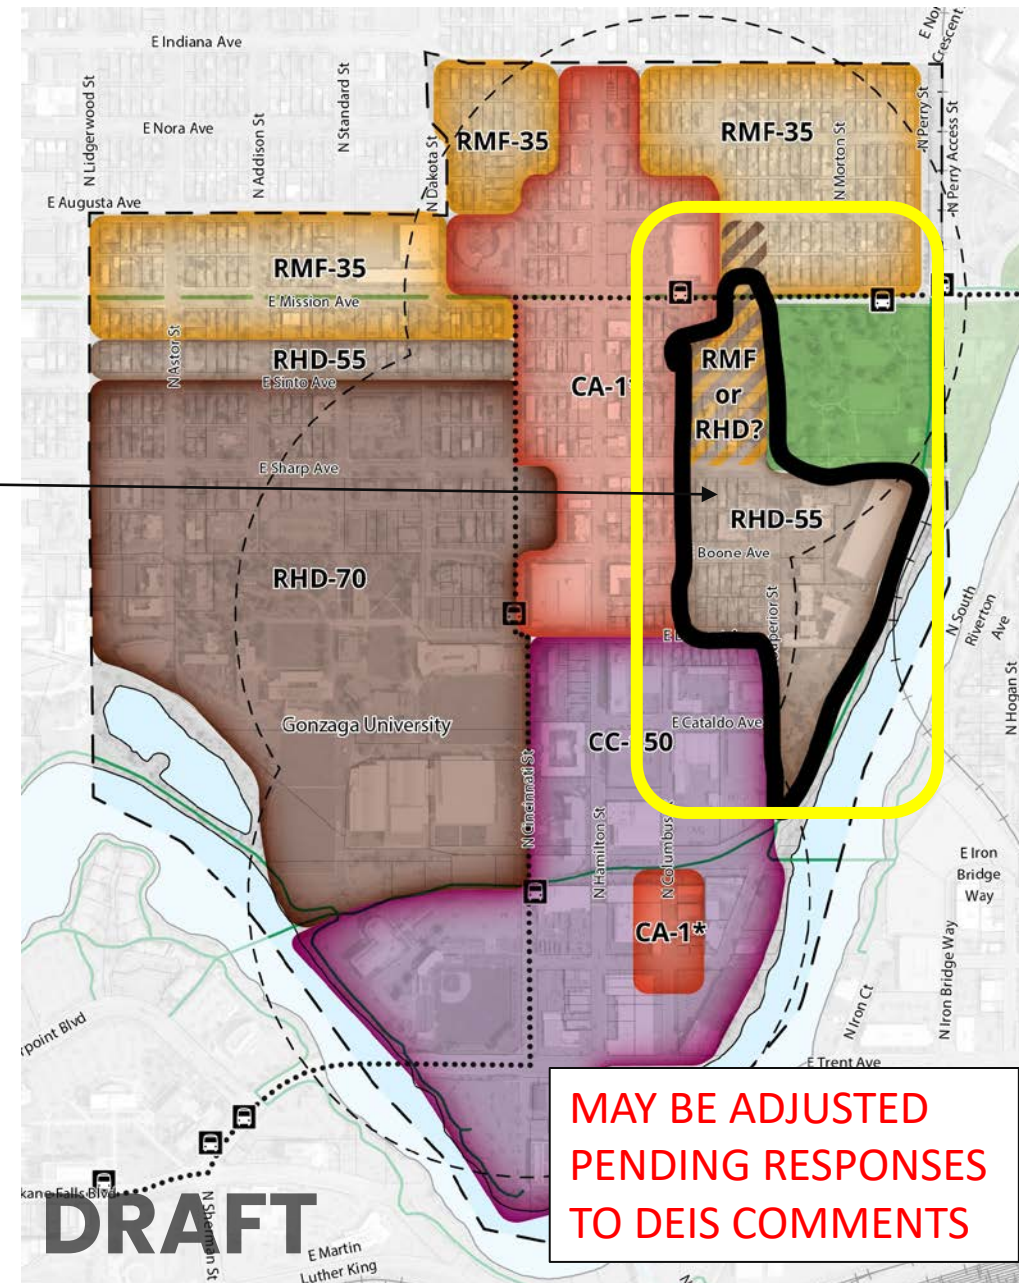 E Indiana Ave
E Nora Ave
E Augusta Ave
N Lidgerwood St
N Addison St
N Standard St
N Dakota St
N Morton St
N Perry St
N Perry Access St
Crescent
RMF-35
RMF-35
RMF-35
E Mission Ave
N Astor St
RHD-55
E Sinto Ave
CA-1
RMF
or
RHD?
E Sharp Ave
RHD-55
Boone Ave
RHD-70
N South
Riverton
Ave
N Hogan St
Gonzaga University
E Cataldo Ave
N Cincinnati St
N Hamilton St
N Columbus
E Iron
Bridge
Way
CA-1*
N Iron Bridge Way
N Iron Ct
E Trent Ave
MAY BE ADJUSTED
PENDING RESPONSES
TO DEIS COMMENTS
N Sherman St
DRAFT
E Martin
Luther King